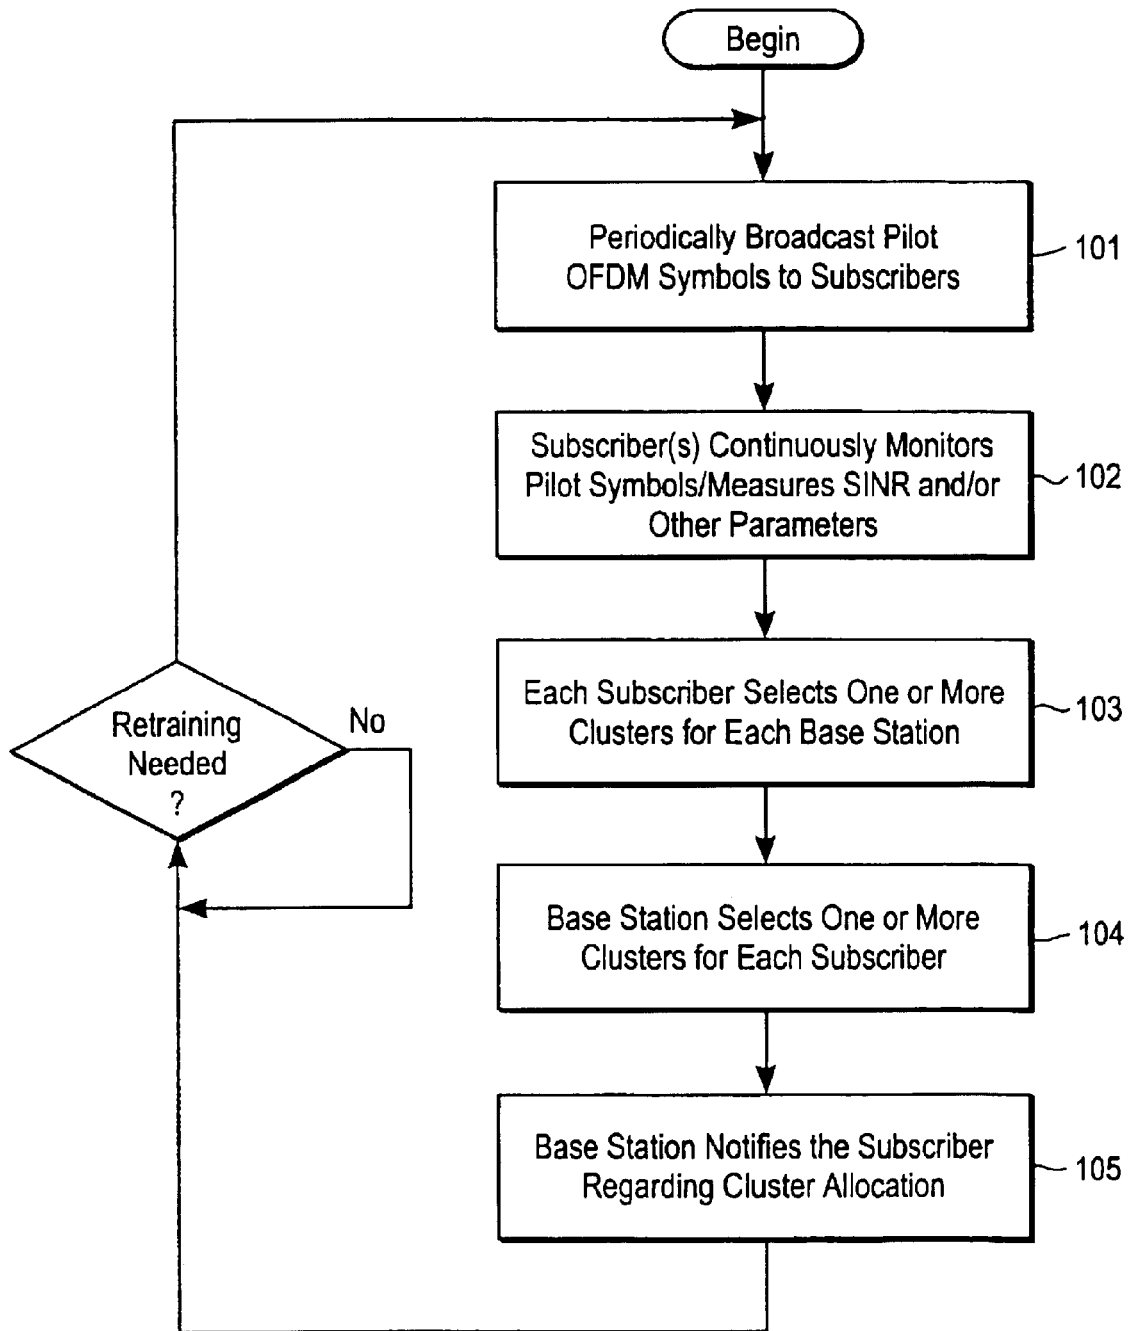 Begin
Periodically Broadcast Pilot
OFDM Symbols to Subscribers
101
Subscriber(s) Continuously Monitors
Pilot Symbols/Measures SINR and/or
Other Parameters
102
Each Subscriber Selects One or More
Clusters for Each Base Station
103
Retraining
Needed
?
No
Base Station Selects One or More
Clusters for Each Subscriber
104
Base Station Notifies the Subscriber
Regarding Cluster Allocation
105